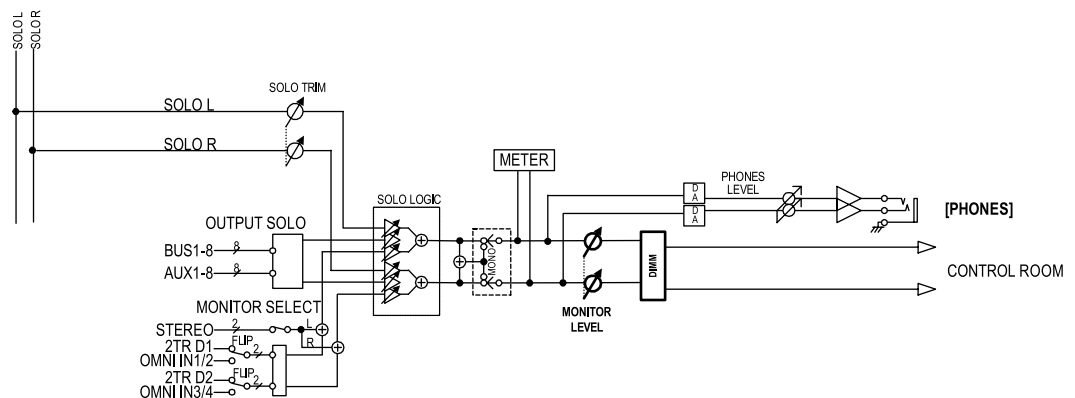 SOLO L
SOLO R
SOLO TRIM
SOLO L
SOLO R
METER
D
A
D
A
PHONES
LEVEL
[PHONES]
SOLO LOGIC
OUTPUT SOLO
BUS1-8
8
AUX1-8
8
MONO
DIMM
CONTROL ROOM
MONITOR
LEVEL
MONITOR SELECT
STEREO
2
L
R
2TR D1
FLIP
2
OMNI IN1/2
2TR D2
FLIP
2
OMNI IN3/4